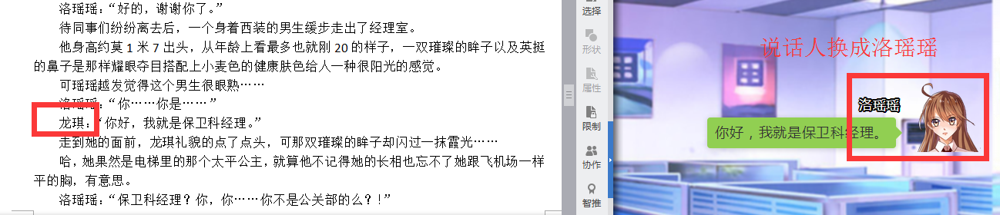 洛瑶瑶：“好的，谢谢你了。”
待同事们纷纷离去后，一个身着西装的男生缓步走出了经理室。
他身高约莫1米7出头，从年龄上看最多也就刚20的样子，一双璀璨的眸子以及英挺
的鼻子是那样耀眼夺目搭配上小麦色的健康肤色给人一种很阳光的感觉。
可瑶瑶越发觉得这个男生很眼熟……
洛瑶瑶：“你……你是……”
龙琪：“你好，我就是保卫科经理。”
走到她的面前，龙琪礼貌的点了点头，可那双璀璨的眸子却闪过一抹霞光……
哈，她果然是电梯里的那个太平公主，就算他不记得她的长相也忘不了她跟飞机场一样
平的胸，有意思。
洛瑶瑶：“保卫科经理？你，你……你不是公关部的么？！”
选择
形状
属性
限制
协作
智推
说话人换成洛瑶瑶
洛瑶瑶
你好，我就是保卫科经理。